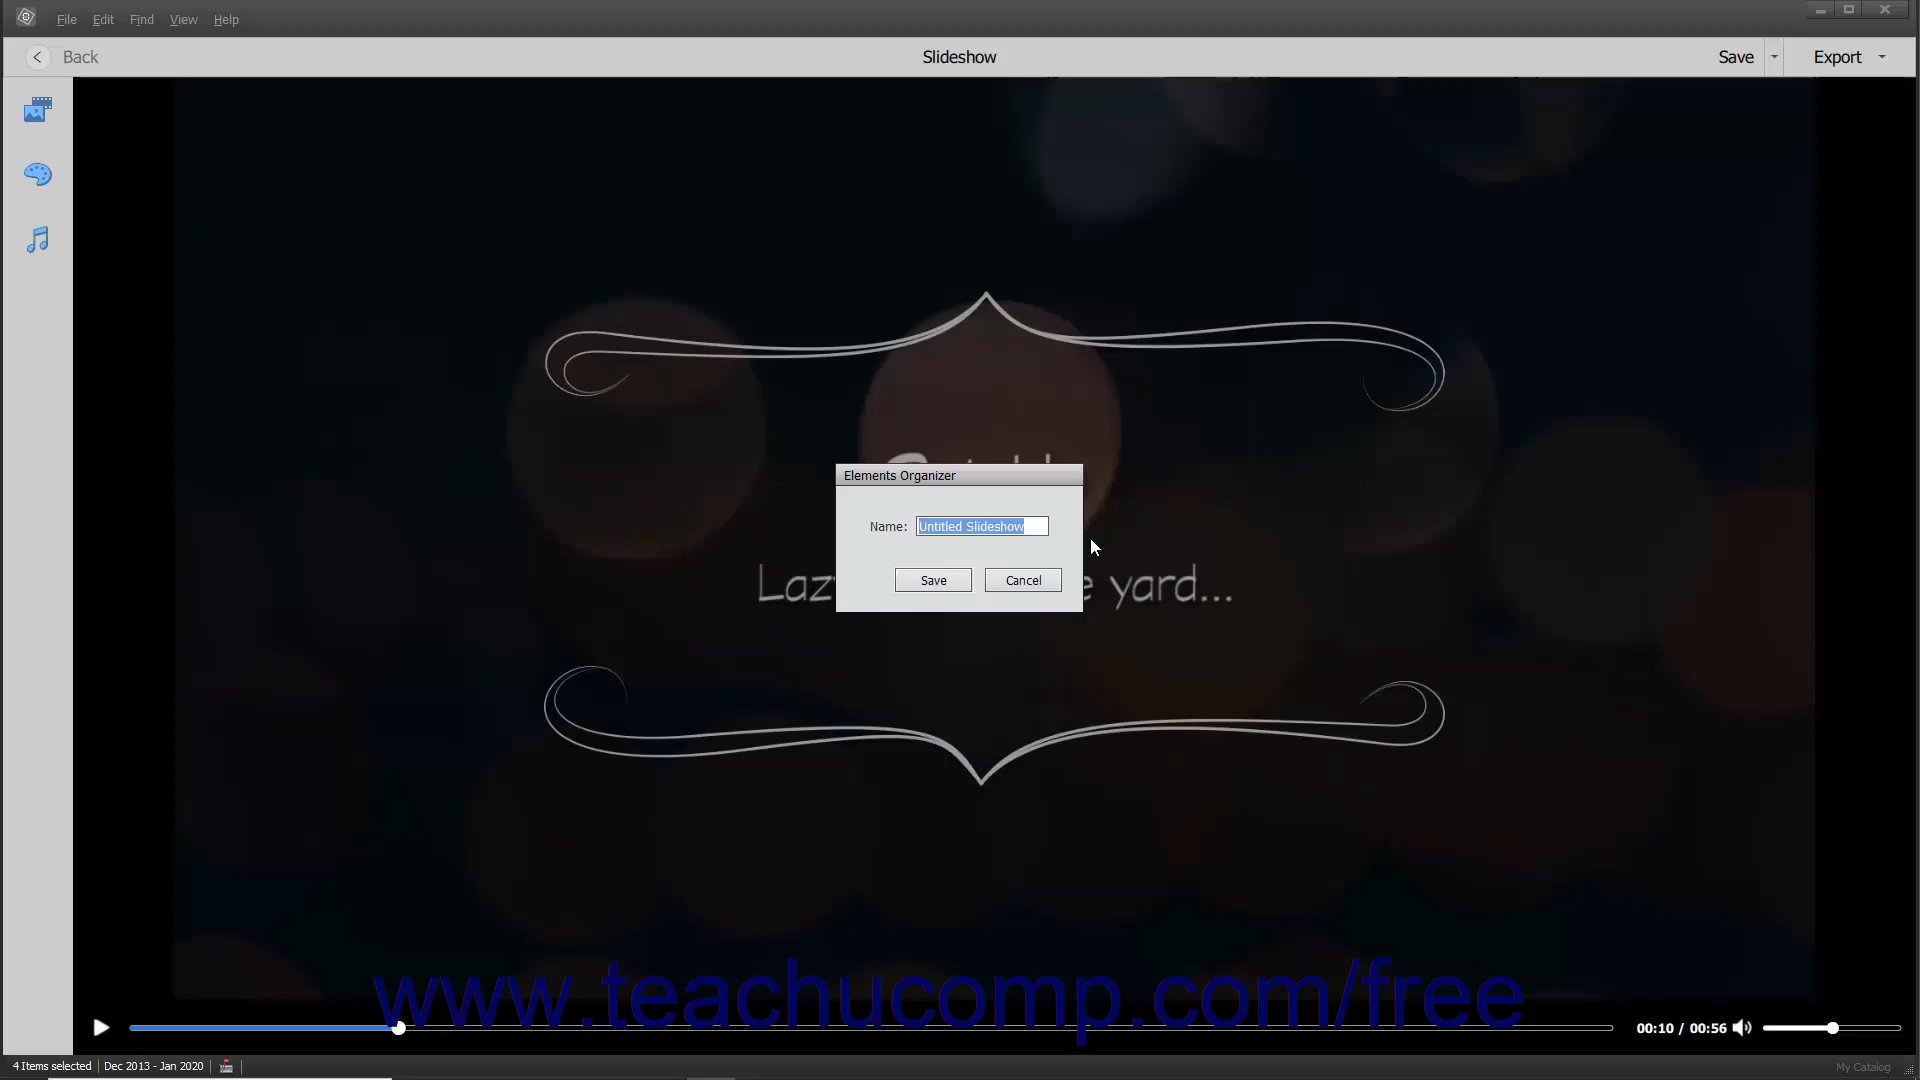 File Edit Find View Help
Back Slideshow Save Export
Elements Organizer
Name: Untitled Slideshow
Save Cancel
yard...
www.teachucomp.com/free
00:10 / 00:56
4 Items selected Dec 2013 - Jan 2020 My Catalog